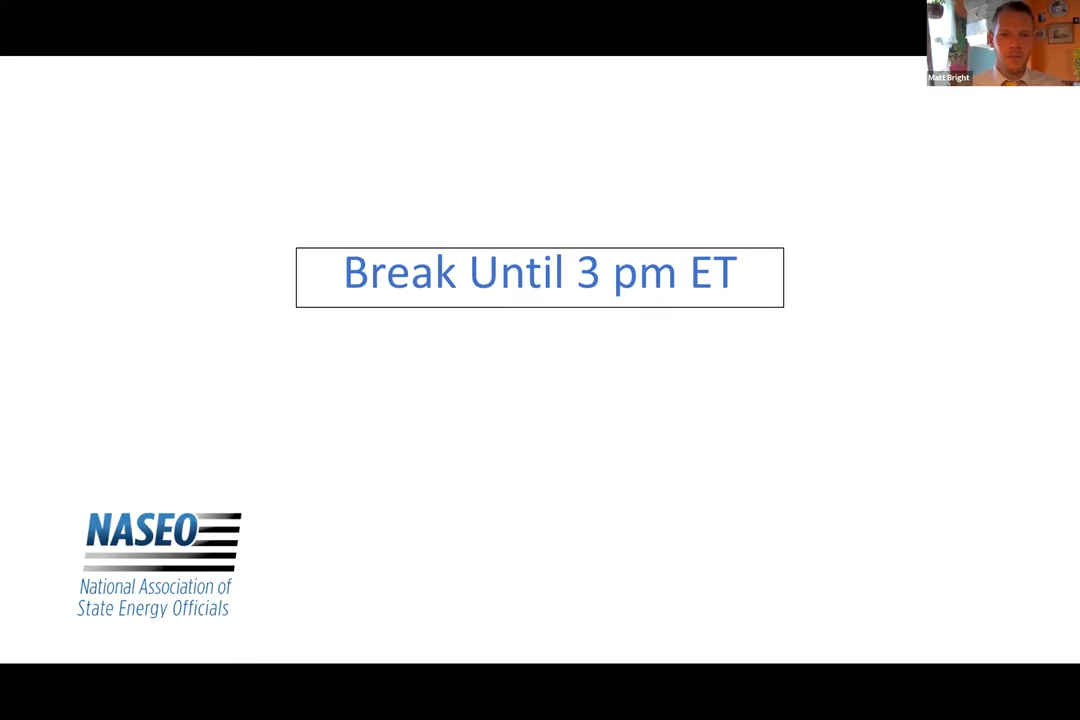 Matt Bright
Break Until 3 pm ET
NASEO
National Association of
State Energy Officials